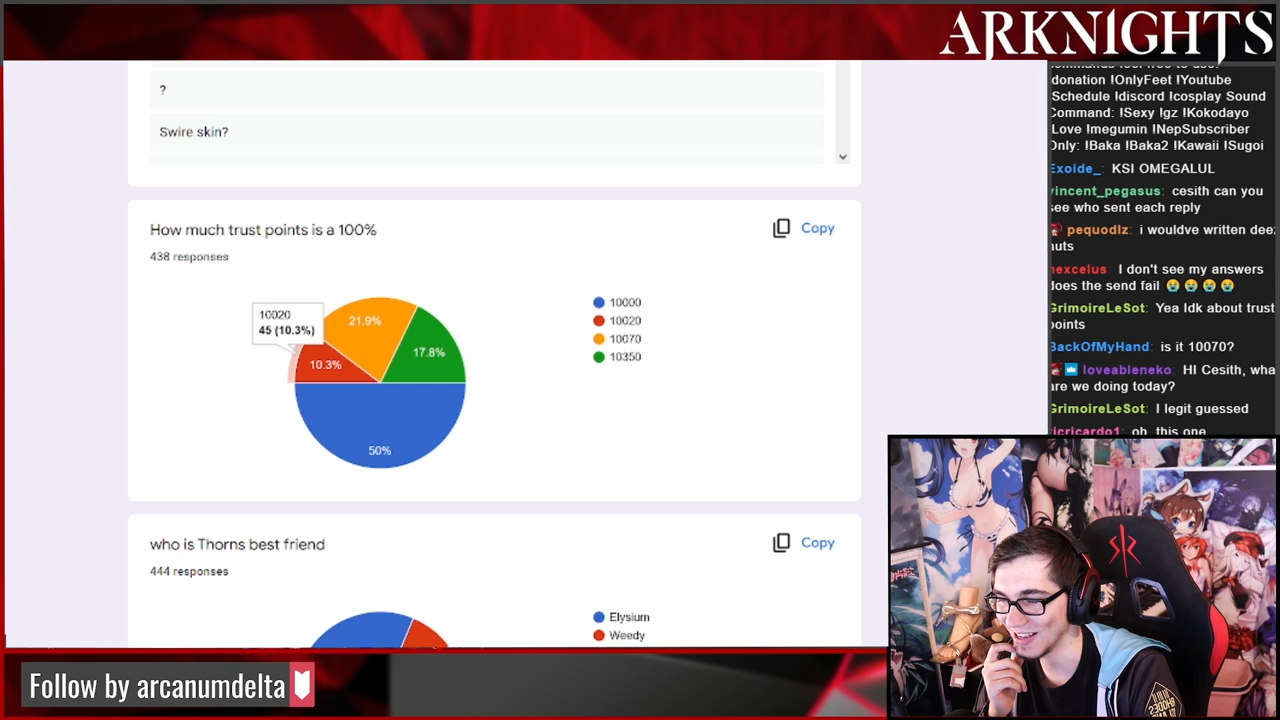 ARKNIGHTS
?
Swire skin?
How much trust points is a 100%
Copy
438 responses
10020
45 (10.3%)
21.9%
17.8%
10.3%
50%
10000
10020
10070
10350
who is Thorns best friend
Copy
444 responses
Elysium
Weedy
donation !OnlyFeet !Youtube
Schedule !discord !cosplay Sound
Command: !Sexy !gz !Kokodayo
Love !megumin !NepSubscriber
Only: !Baka !Baka2 !Kawaii !Sugoi
Exoide_: KSI OMEGALUL
vincent_pegasus: cesith can you
see who sent each reply
pequodlz: i wouldve written dee
nuts
nexcelus: I don't see my answers
does the send fail 😭 😭 😭 😭
GrimoireLeSot: Yea Idk about trust
points
BackOfMyHand: is it 10070?
loveableneko: HI Cesith, wha
are we doing today?
GrimoireLeSot: I legit guessed
ricricardo1: oh, this one
Follow by arcanumdelta